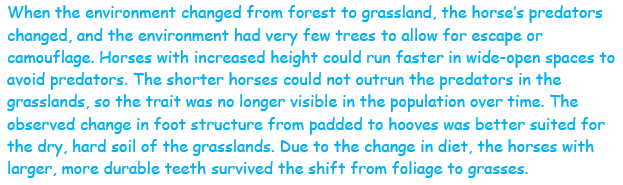 When the environment changed from forest to grassland, the horse's predators
changed, and the environment had very few trees to allow for escape or
camouflage. Horses with increased height could run faster in wide-open spaces to
avoid predators. The shorter horses could not outrun the predators in the
grasslands, so the trait was no longer visible in the population over time. The
observed change in foot structure from padded to hooves was better suited for
the dry, hard soil of the grasslands. Due to the change in diet, the horses with
larger, more durable teeth survived the shift from foliage to grasses.